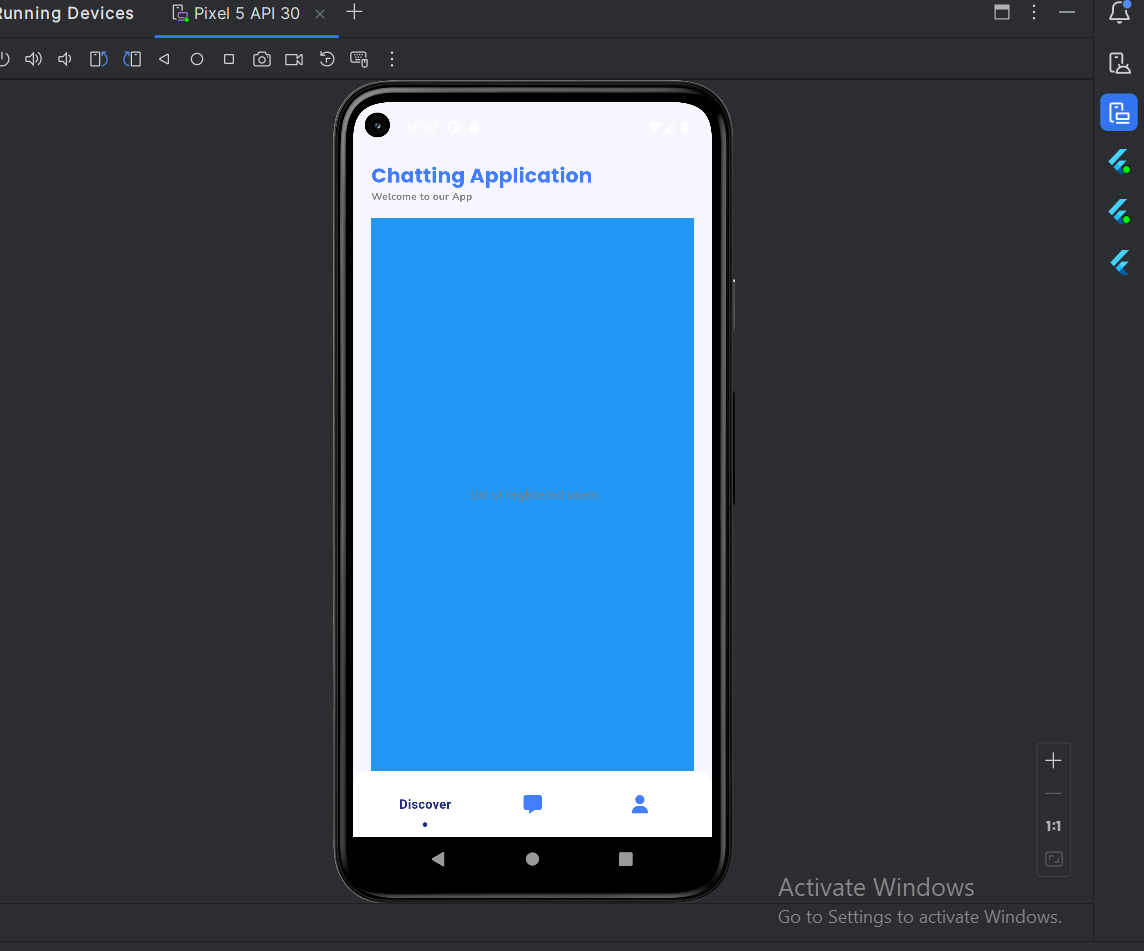 Running Devices
Pixel 5 API 30
10:52
Chatting Application
Welcome to our App
Discover
1:1
Activate Windows
Go to Settings to activate Windows.